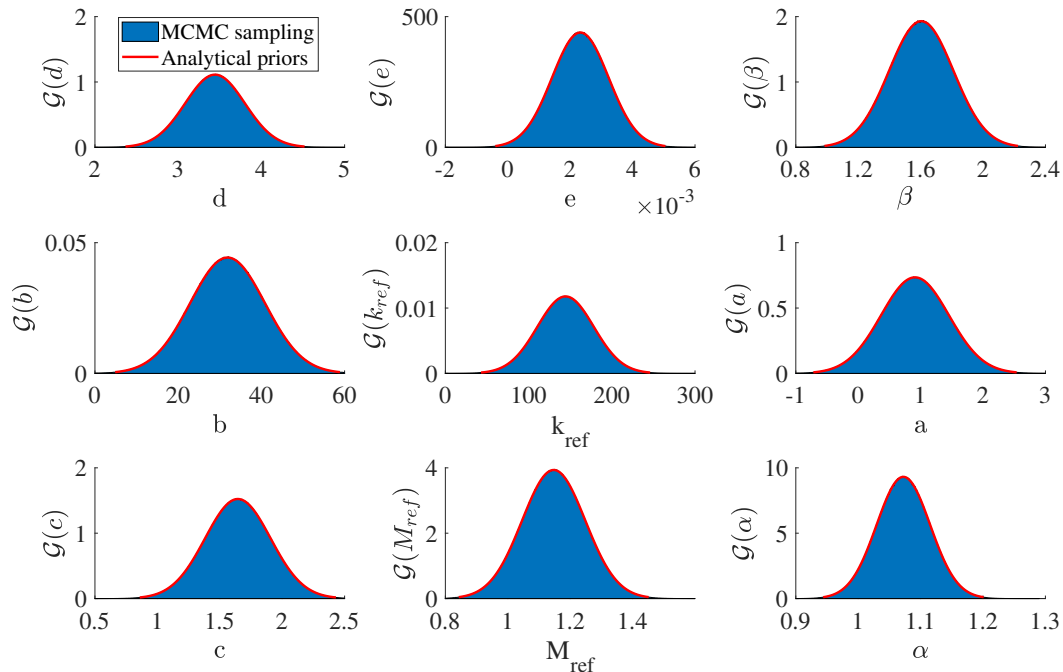 2
1
0
𝒢(d)
MCMC sampling
Analytical priors
2 3 4 5
d
500
0
𝒢(e)
-2 0 2 4 6
e
×10⁻³
2
1
0
𝒢(β)
0.8 1.2 1.6 2 2.4
β
0.05
0
𝒢(b)
0 20 40 60
b
0.02
0.01
0
𝒢(k_ref)
0 100 200 300
k_ref
1
0.5
0
𝒢(a)
-1 0 1 2 3
a
2
1
0
𝒢(c)
0.5 1 1.5 2 2.5
c
4
2
0
𝒢(M_ref)
0.8 1 1.2 1.4
M_ref
10
5
0
𝒢(α)
0.9 1 1.1 1.2 1.3
α